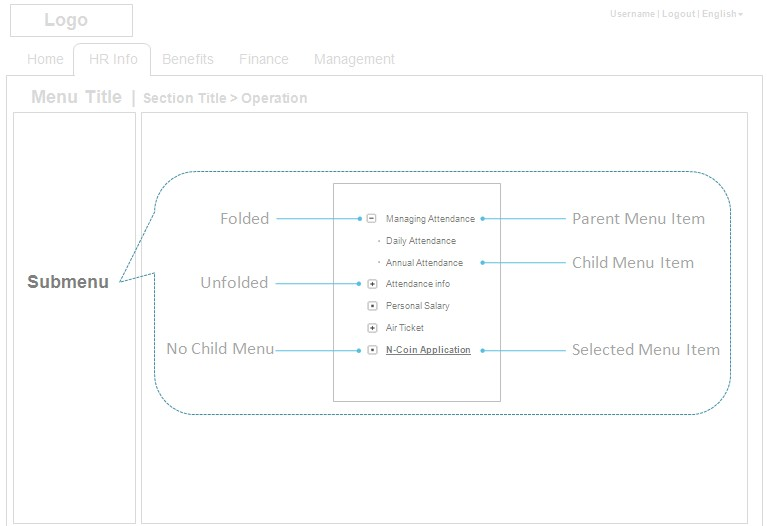 Logo
Username | Logout | English
Home HR Info Benefits Finance Management
Menu Title | Section Title > Operation
Submenu
Folded Managing Attendance Parent Menu Item
Daily Attendance
Annual Attendance Child Menu Item
Unfolded Attendance info
Personal Salary
Air Ticket
No Child Menu N-Coin Application Selected Menu Item